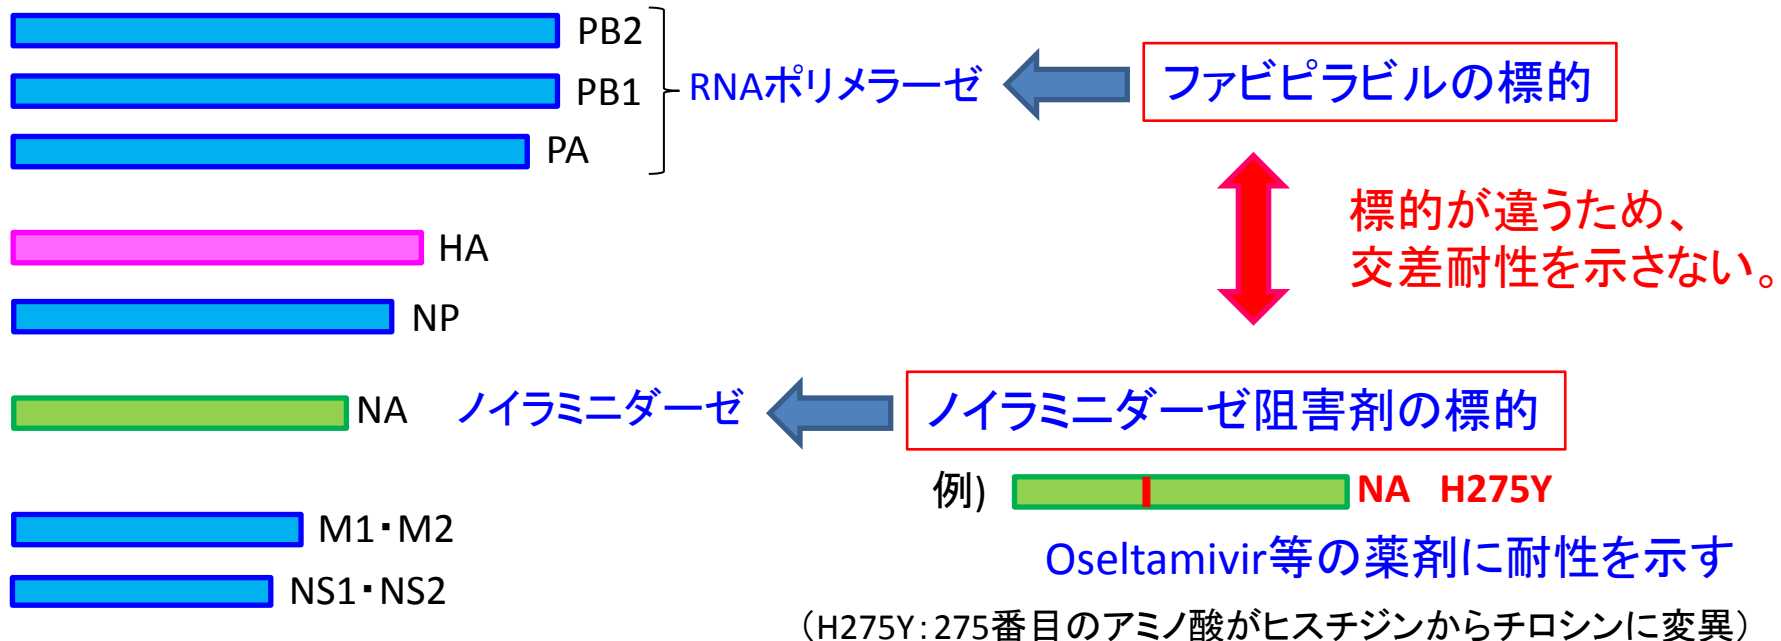 PB2
PB1
PA
RNAポリメラーゼ
ファビピラビルの標的
標的が違うため、
交差耐性を示さない。
HA
NP
NA
ノイラミニダーゼ
ノイラミニダーゼ阻害剤の標的
例)
NA H275Y
M1・M2
Oseltamivir等の薬剤に耐性を示す
NS1・NS2
（H275Y：275番目のアミノ酸がヒスチジンからチロシンに変異）